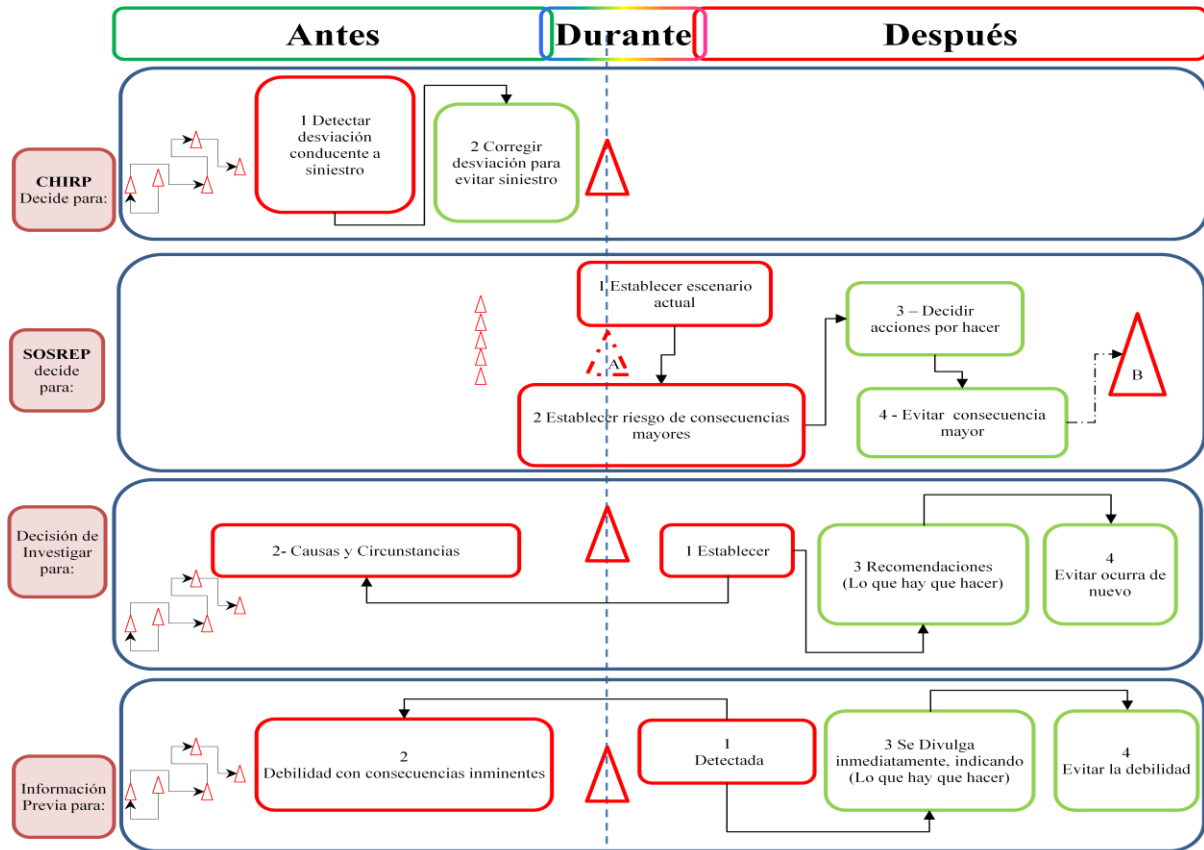 Antes
Durante
Después
CHIRP
Decide para:
1 Detectar
desviación
conducente a
siniestro
2 Corregir
desviación para
evitar siniestro
SOSREP
decide
para:
1 Establecer escenario
actual
A
2 Establecer riesgo de consecuencias
mayores
3 – Decidir
acciones por hacer
4 - Evitar consecuencia
mayor
B
Decisión de
Investigar
para:
2- Causas y Circunstancias
1 Establecer
3 Recomendaciones
(Lo que hay que hacer)
4
Evitar ocurra de
nuevo
Información
Previa para:
2
Debilidad con consecuencias inminentes
1
Detectada
3 Se Divulga
inmediatamente, indicando
(Lo que hay que hacer)
4
Evitar la debilidad